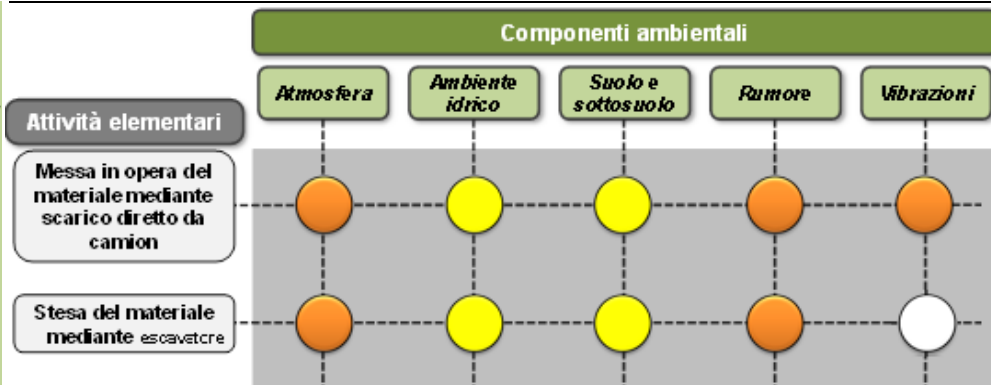 Componenti ambientali
Atmosfera
Ambiente
idrico
Suolo e
sottosuolo
Rumore
Vibrazioni
Attività elementari
Messa in opera del
materiale mediante
scarico diretto da
camion
Stesa del materiale
mediante escavatore